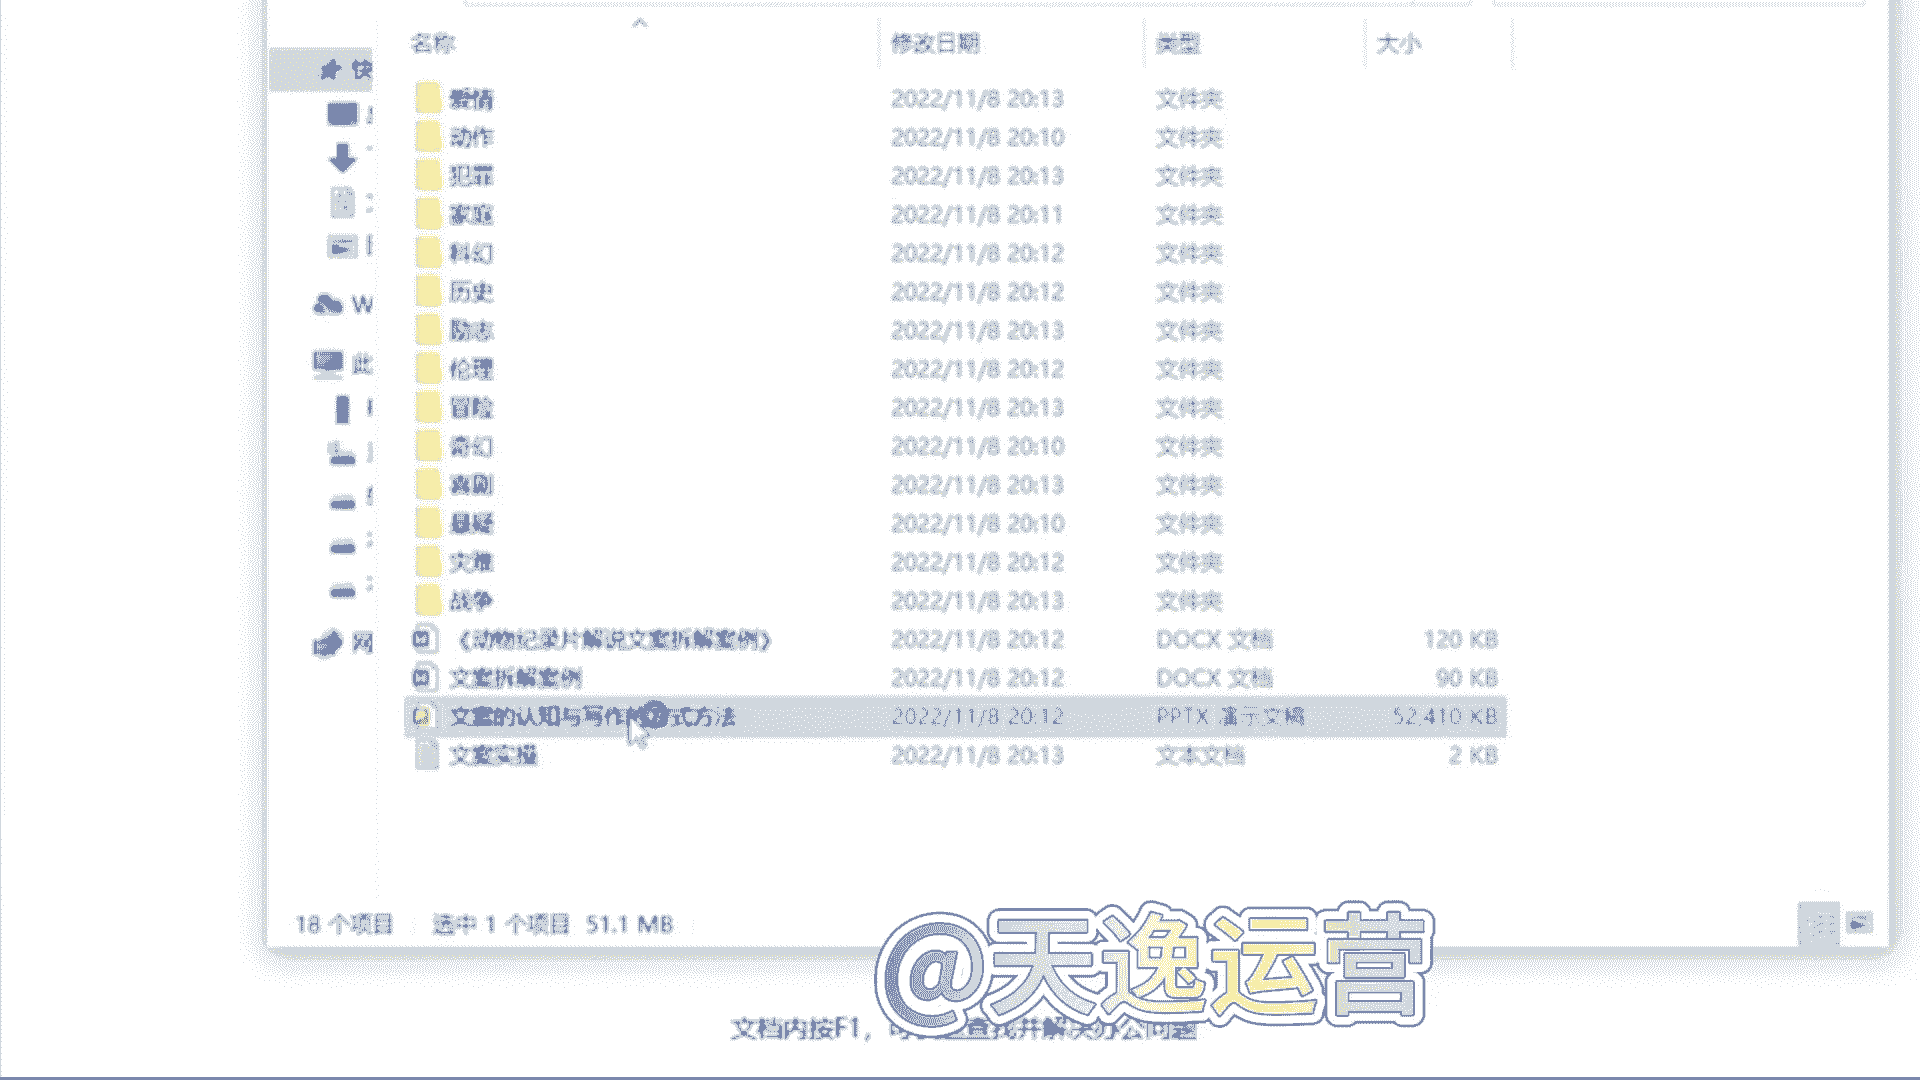 名称 修改日期 类型 大小
爱情 2022/11/8 20:13 文件夹
动作 2022/11/8 20:10 文件夹
犯罪 2022/11/8 20:13 文件夹
家庭 2022/11/8 20:11 文件夹
科幻 2022/11/8 20:12 文件夹
历史 2022/11/8 20:12 文件夹
励志 2022/11/8 20:13 文件夹
伦理 2022/11/8 20:12 文件夹
冒险 2022/11/8 20:13 文件夹
奇幻 2022/11/8 20:10 文件夹
喜剧 2022/11/8 20:13 文件夹
悬疑 2022/11/8 20:10 文件夹
灾难 2022/11/8 20:12 文件夹
战争 2022/11/8 20:13 文件夹
《动物纪录片解说文案拆解案例》 2022/11/8 20:12 DOCX 文档 120 KB
文案拆解案例 2022/11/8 20:12 DOCX 文档 90 KB
文案的认知与写作的方式方法 2022/11/8 20:12 PPTX 演示文稿 52,410 KB
文案实操 2022/11/8 20:13 文本文档 2 KB
快
W
此
网
18 个项目 选中 1 个项目 51.1 MB
@天逸运营
文档内按F1，查找并解决办公问题